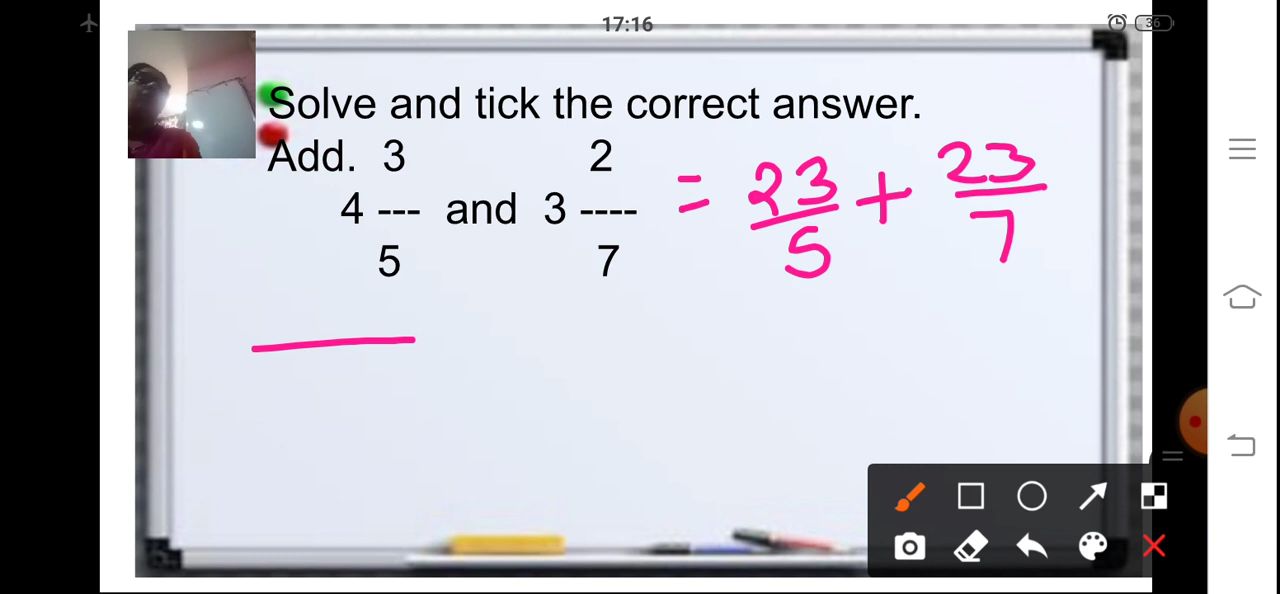 17:16
36
Solve and tick the correct answer.
Add. 3 2
4 --- and 3 ---- = 23/5 + 23/7
5 7